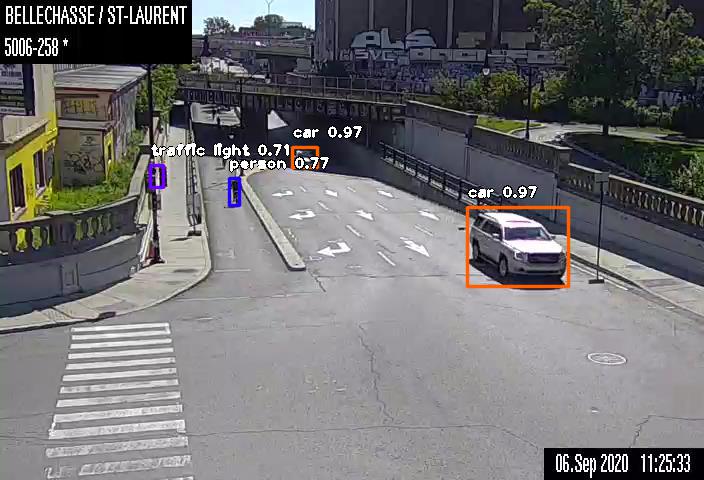 BELLECHASSE / ST-LAURENT
5006-258 *
car 0.97
traffic light 0.71
person 0.77
car 0.97
06.Sep 2020 11:25:33